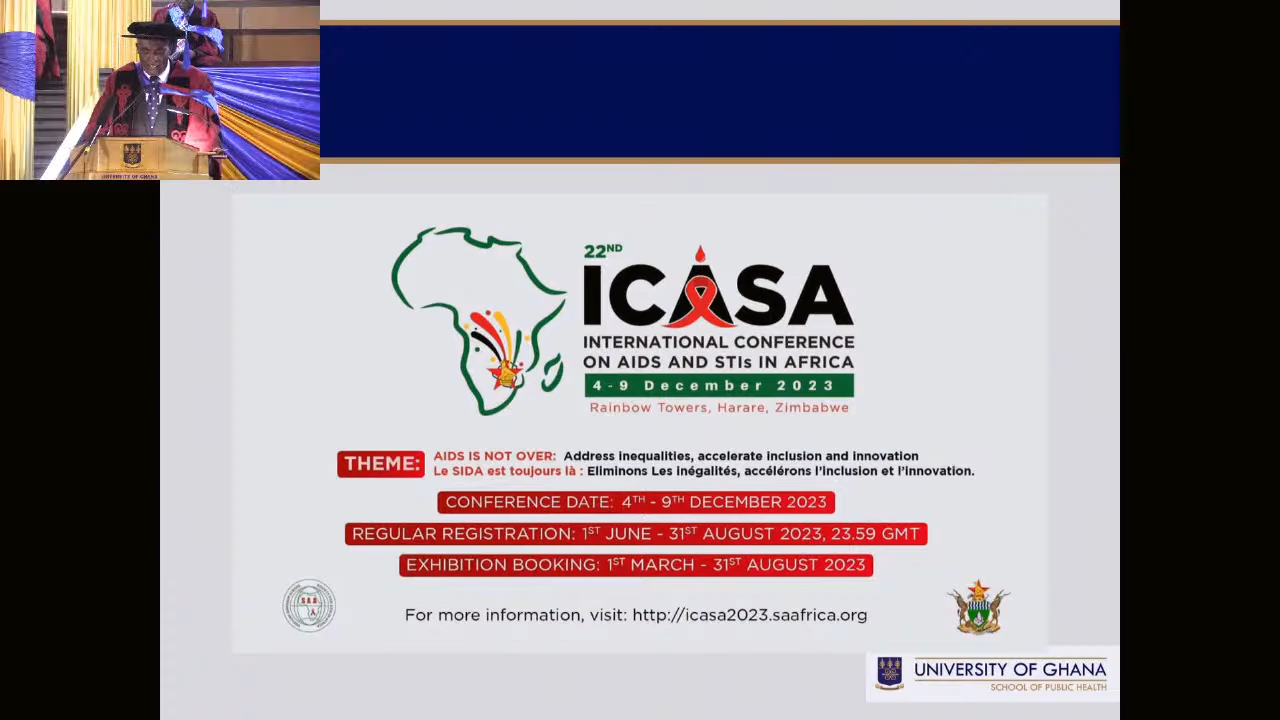 UNIVERSITY OF GHANA
22ND
ICASA
INTERNATIONAL CONFERENCE
ON AIDS AND STIs IN AFRICA
4-9 December 2023
Rainbow Towers, Harare, Zimbabwe
THEME: AIDS IS NOT OVER: Address inequalities, accelerate inclusion and innovation
Le SIDA est toujours là : Eliminons Les inégalités, accélérons l'inclusion et l'innovation.
CONFERENCE DATE: 4TH - 9TH DECEMBER 2023
REGULAR REGISTRATION: 1ST JUNE - 31ST AUGUST 2023, 23.59 GMT
EXHIBITION BOOKING: 1ST MARCH - 31ST AUGUST 2023
SAA
For more information, visit: http://icasa2023.saafrica.org
UNIVERSITY OF GHANA
SCHOOL OF PUBLIC HEALTH